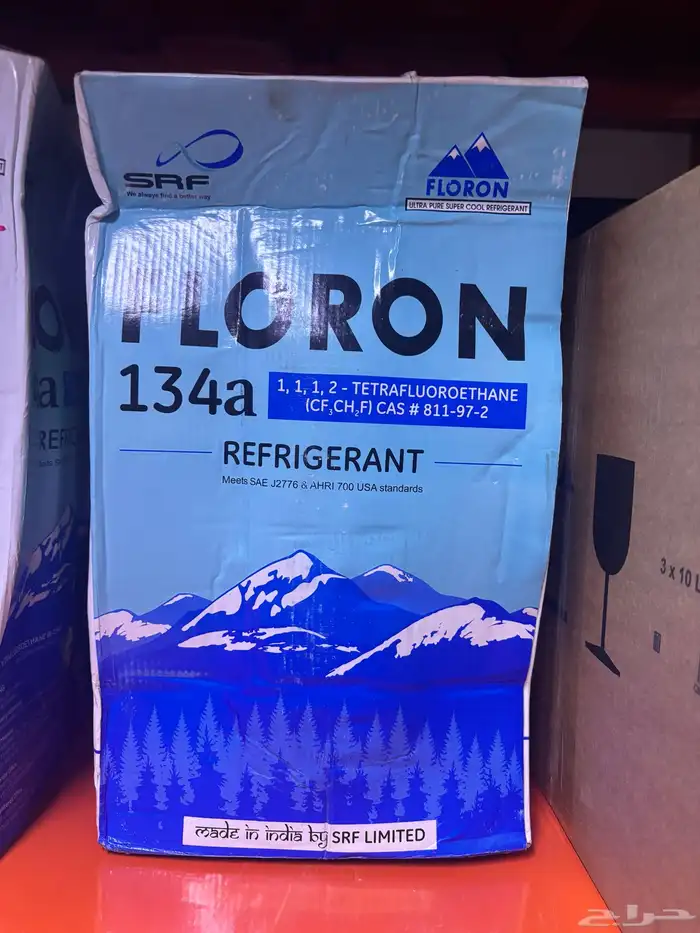 SRF
We always find a better way
FLORON
ULTRA PURE SUPER COOL REFRIGERANT
FLORON
134a
1, 1, 1, 2 - TETRAFLUOROETHANE
(CF₃CH₂F) CAS # 811-97-2
REFRIGERANT
Meets SAE J2776 & AHRI 700 USA standards
made in india by SRF LIMITED
3 x 10 L
حراج